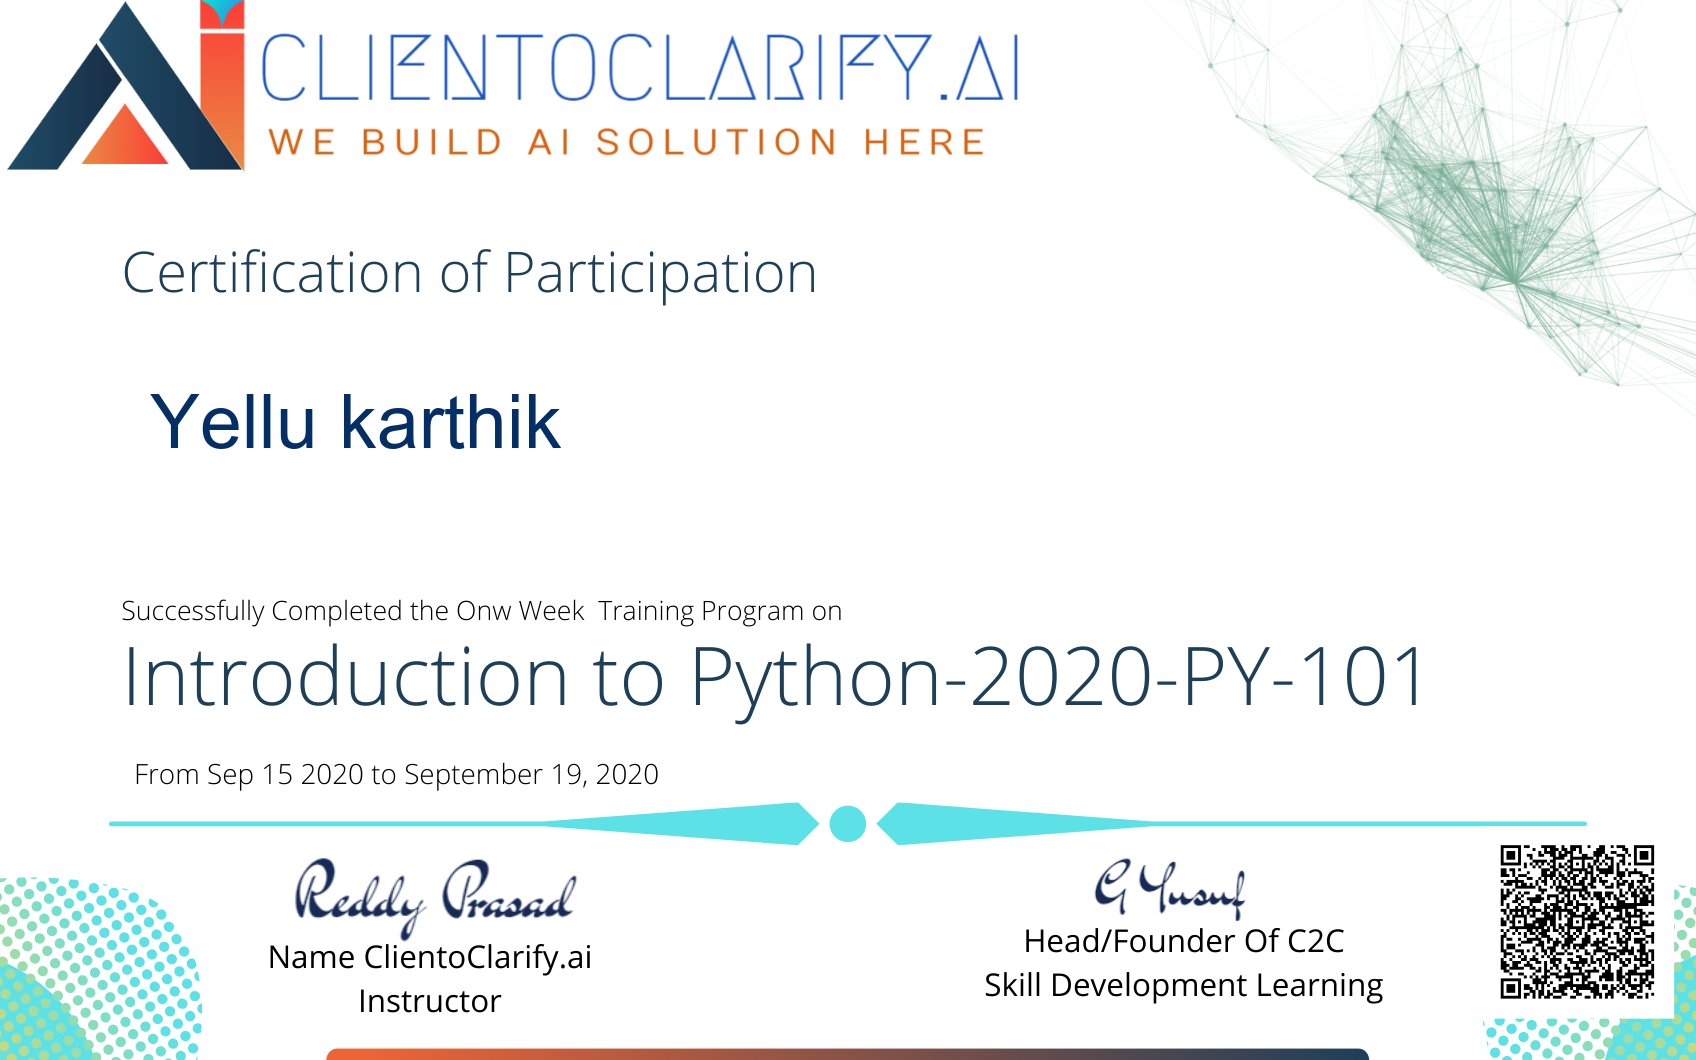 CLIENTOCLARIFY.AI
WE BUILD AI SOLUTION HERE
Certification of Participation
Yellu karthik
Successfully Completed the Onw Week Training Program on
Introduction to Python-2020-PY-101
From Sep 15 2020 to September 19, 2020
Reddy Prasad
Name ClientoClarify.ai
Instructor
G Yusuf
Head/Founder Of C2C
Skill Development Learning